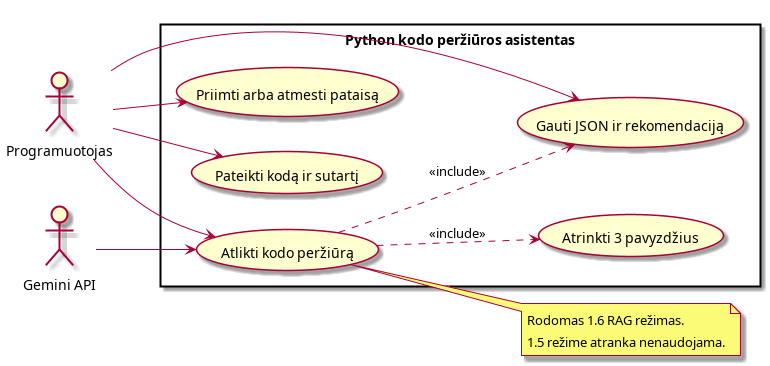 Python kodo peržiūros asistentas
Priimti arba atmesti pataisą
Gauti JSON ir rekomendaciją
Programuotojas
Pateikti kodą ir sutartį
«include»
Atlikti kodo peržiūrą
«include»
Atrinkti 3 pavyzdžius
Gemini API
Rodomas 1.6 RAG režimas.
1.5 režime atranka nenaudojama.